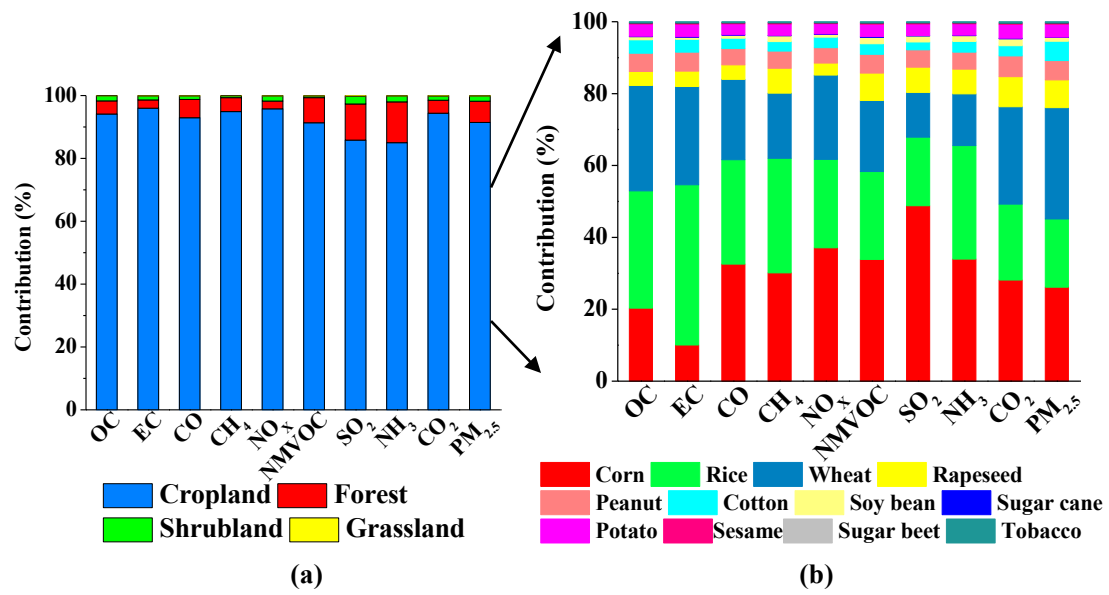 Contribution (%)
100
80
60
40
20
0
OC EC CO CH4 NOx NMVOC SO2 NH3 CO2 PM2.5
Cropland Forest
Shrubland Grassland
(a)
Contribution (%)
100
80
60
40
20
0
OC EC CO CH4 NOx NMVOC SO2 NH3 CO2 PM2.5
Corn Rice Wheat Rapeseed
Peanut Cotton Soy bean Sugar cane
Potato Sesame Sugar beet Tobacco
(b)